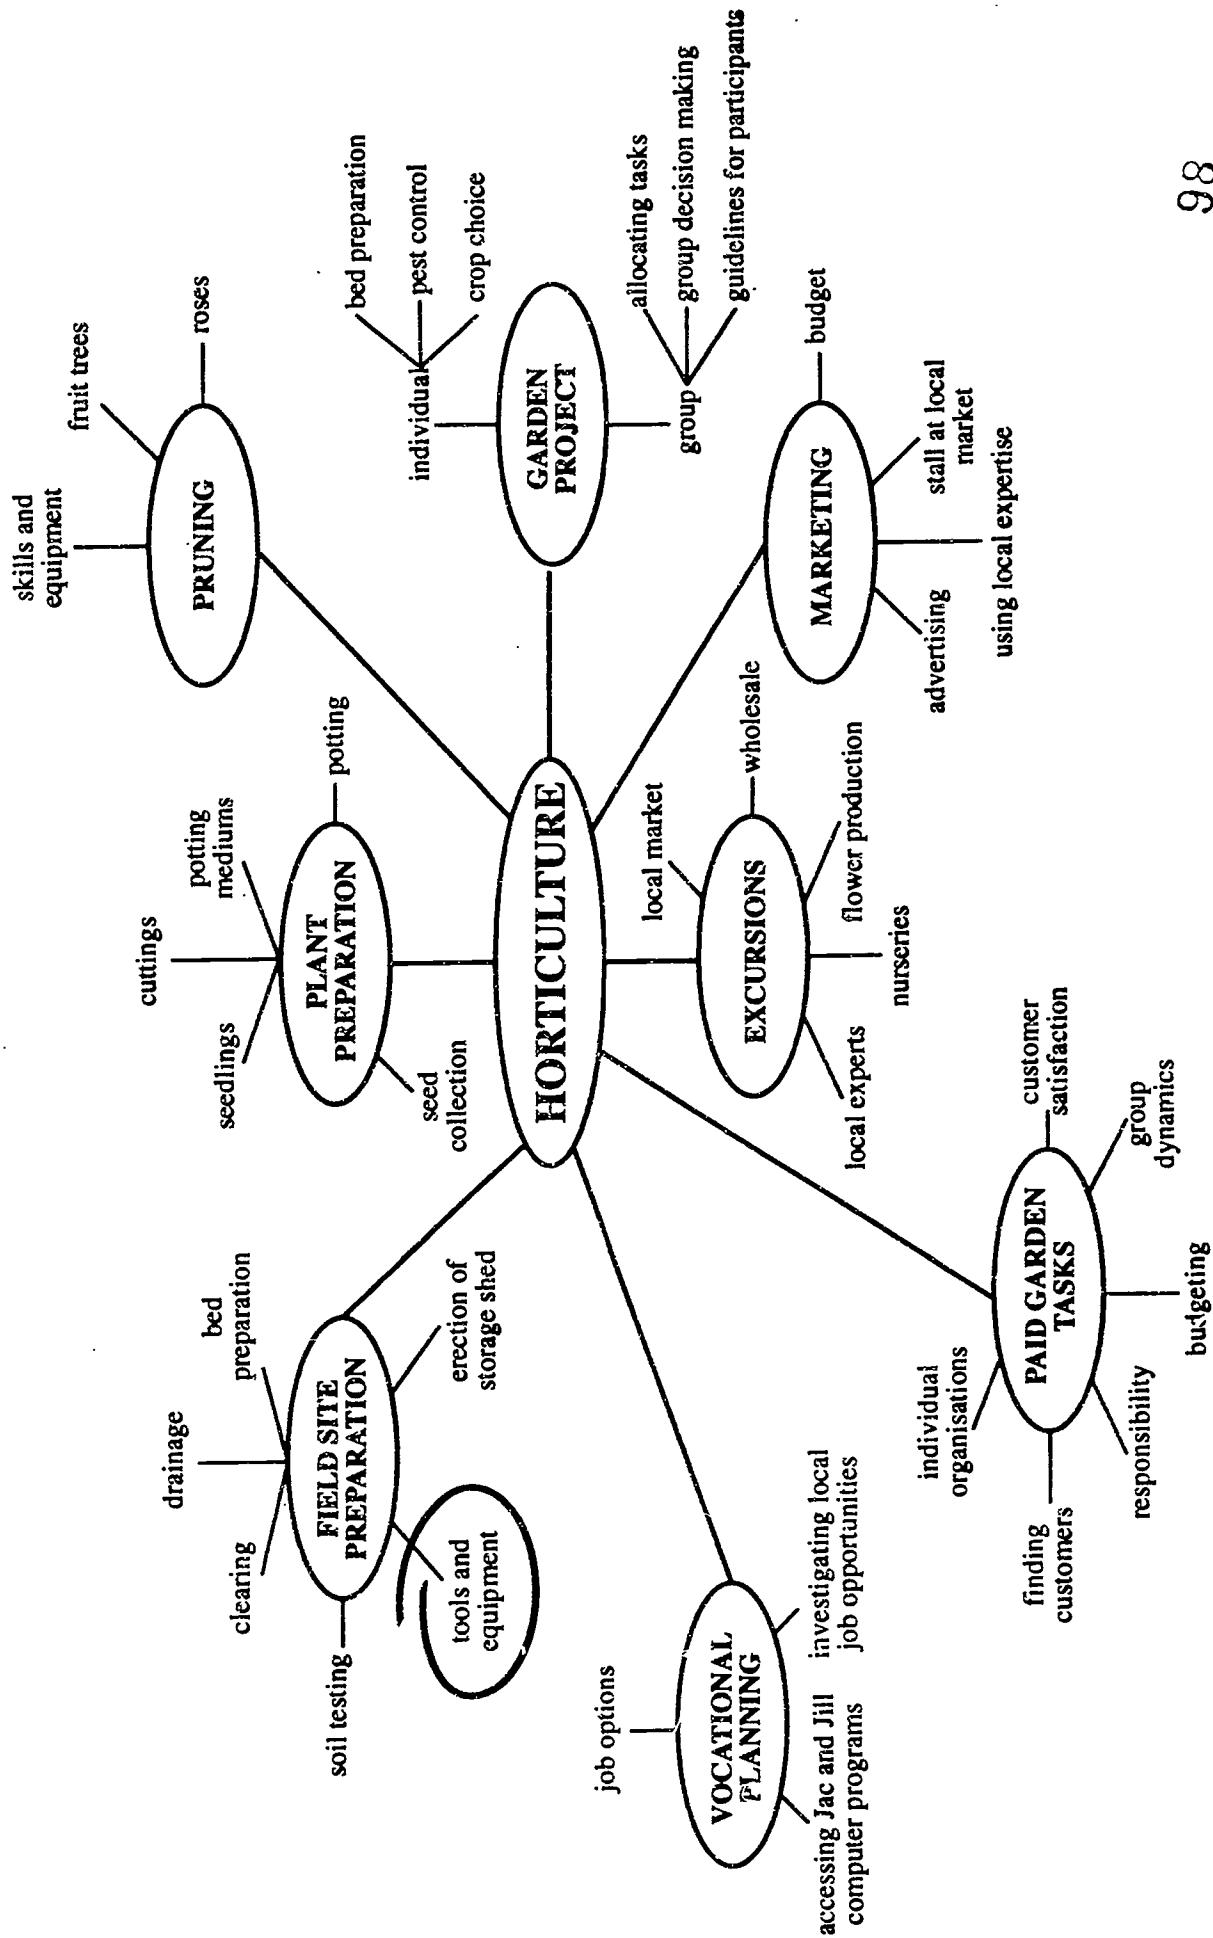 skills and
equipment
fruit trees
roses
PRUNING
cuttings
potting
mediums
seedlings
potting
PLANT
PREPARATION
seed
collection
drainage
bed
preparation
clearing
soil testing
FIELD SITE
PREPARATION
erection of
storage shed
tools and
equipment
HORTICULTURE
individual
bed preparation
pest control
crop choice
GARDEN
PROJECT
group
allocating tasks
group decision making
guidelines for participants
job options
VOCATIONAL
PLANNING
accessing Jac and Jill
computer programs
investigating local
job opportunities
local market
wholesale
EXCURSIONS
local experts
nurseries
flower production
budget
MARKETING
advertising
using local expertise
stall at local
market
individual
organisations
customer
satisfaction
finding
customers
PAID GARDEN
TASKS
responsibility
budgeting
group
dynamics
98